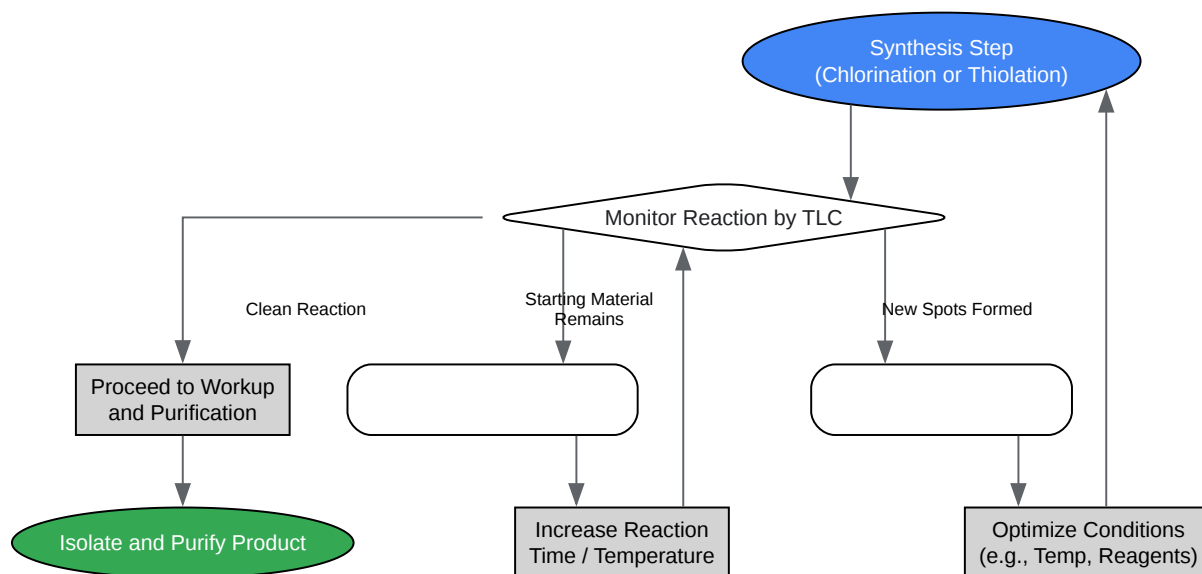 Synthesis Step
(Chlorination or Thiolation)
Monitor Reaction by TLC
Clean Reaction
Starting Material
Remains
New Spots Formed
Proceed to Workup
and Purification
Isolate and Purify Product
Increase Reaction
Time / Temperature
Optimize Conditions
(e.g., Temp, Reagents)